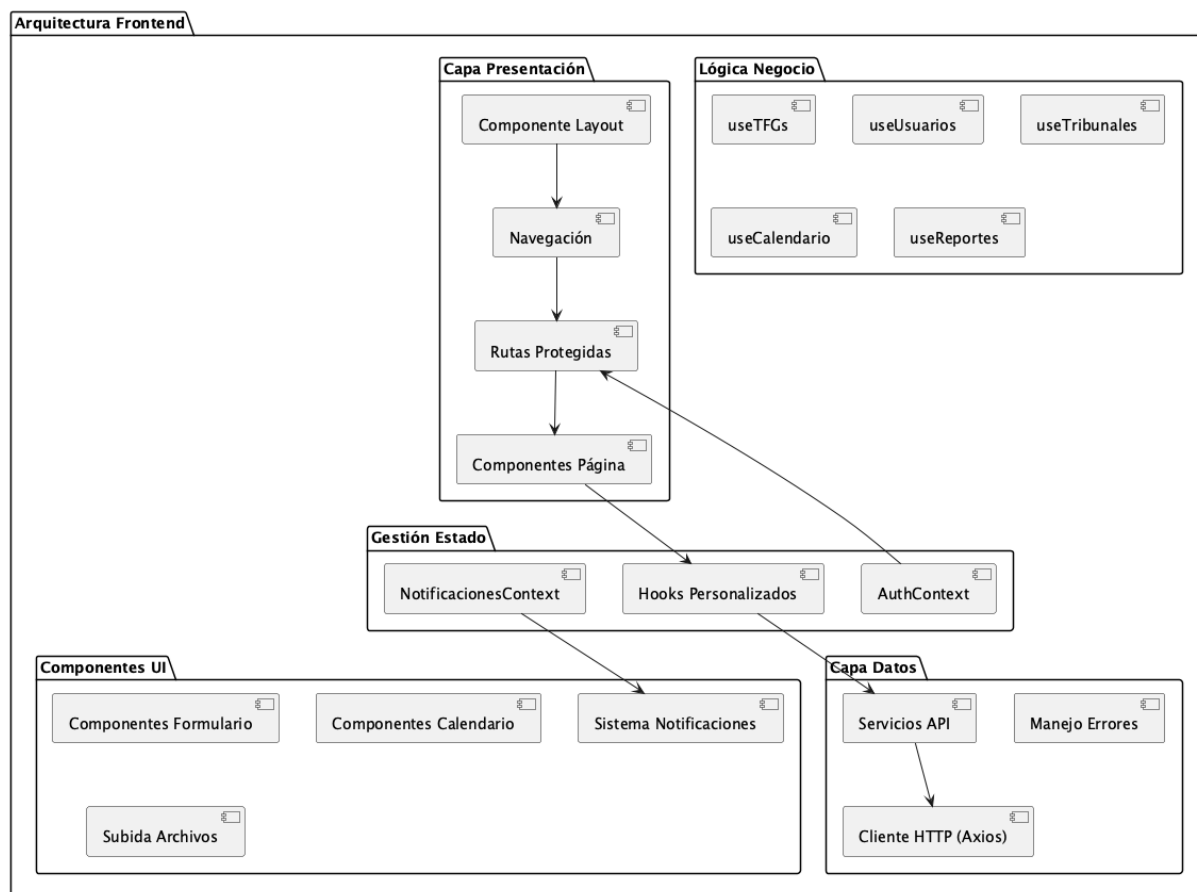 Arquitectura Frontend
Capa Presentación
Componente Layout
Navegación
Rutas Protegidas
Componentes Página
Lógica Negocio
useTFGs
useUsuarios
useTribunales
useCalendario
useReportes
Gestión Estado
NotificacionesContext
Hooks Personalizados
AuthContext
Componentes UI
Componentes Formulario
Componentes Calendario
Sistema Notificaciones
Subida Archivos
Capa Datos
Servicios API
Manejo Errores
Cliente HTTP (Axios)